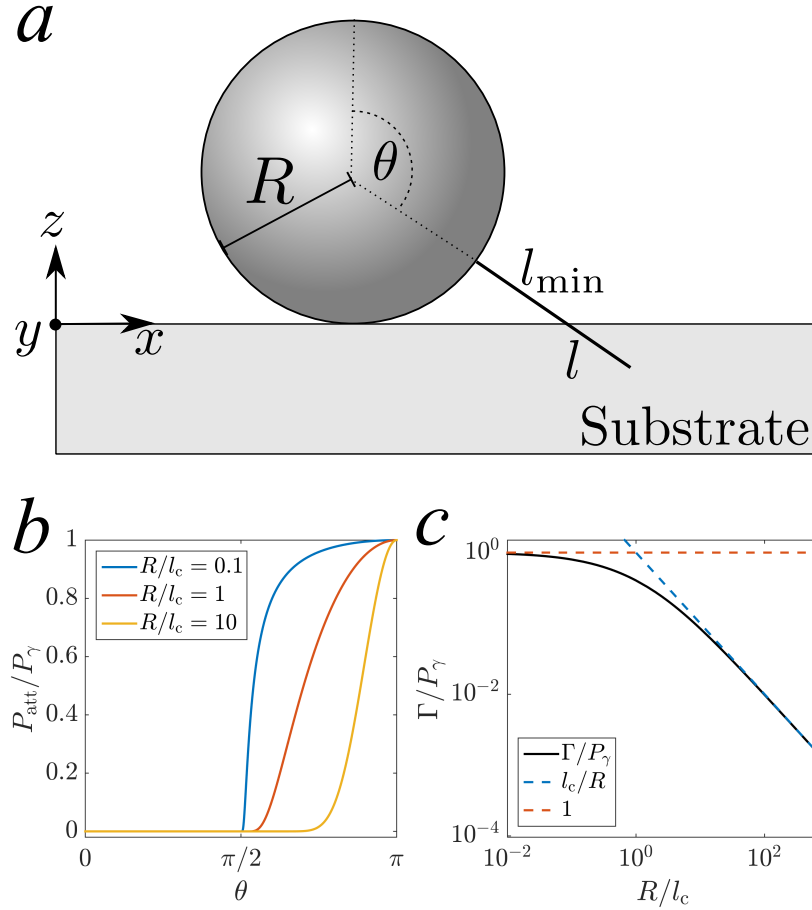 a
R
θ
l_min
l
z
y
x
Substrate
b
P_att/P_γ
1
0.8
0.6
0.4
0.2
0
R/l_c = 0.1
R/l_c = 1
R/l_c = 10
0
π/2
π
θ
c
Γ/P_γ
10^0
10^-2
10^-4
Γ/P_γ
l_c/R
1
10^-2
10^0
10^2
R/l_c